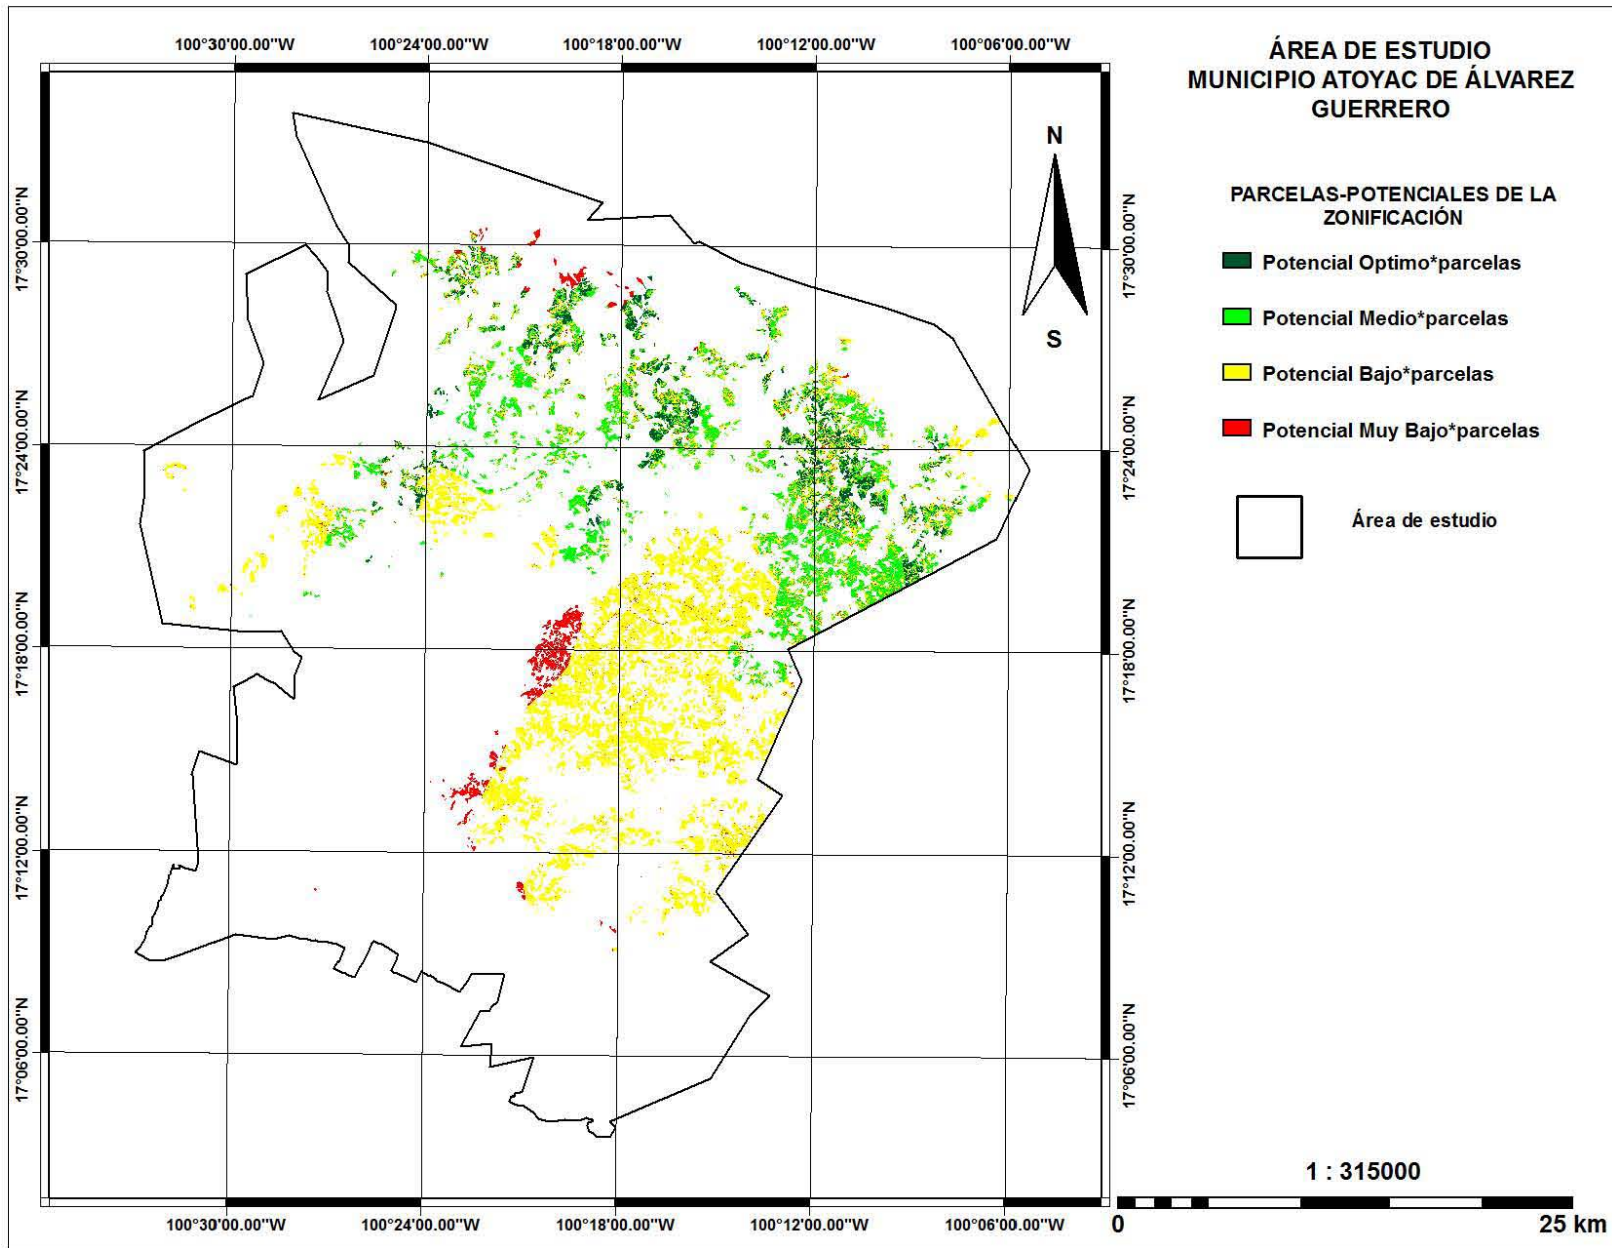 100°30'00.00"W 100°24'00.00"W 100°18'00.00"W 100°12'00.00"W 100°06'00.00"W
17°30'00.00"N
17°24'00.00"N
17°18'00.00"N
17°12'00.00"N
17°06'00.00"N
N
S
17°30'00.00"N
17°24'00.00"N
17°18'00.00"N
17°12'00.00"N
17°06'00.00"N
100°30'00.00"W 100°24'00.00"W 100°18'00.00"W 100°12'00.00"W 100°06'00.00"W
ÁREA DE ESTUDIO
MUNICIPIO ATOYAC DE ÁLVAREZ
GUERRERO
PARCELAS-POTENCIALES DE LA
ZONIFICACIÓN
Potencial Optimo*parcelas
Potencial Medio*parcelas
Potencial Bajo*parcelas
Potencial Muy Bajo*parcelas
Área de estudio
1 : 315000
0 25 km